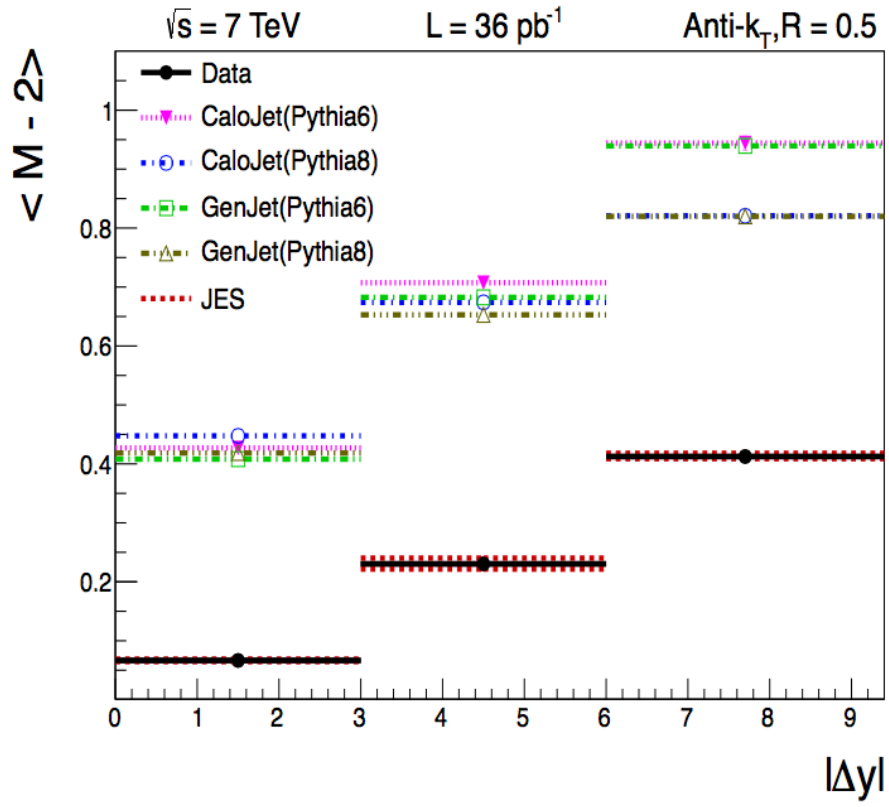 √s = 7 TeV L = 36 pb⁻¹ Anti-k_T,R = 0.5
< M - 2>
Data
CaloJet(Pythia6)
CaloJet(Pythia8)
GenJet(Pythia6)
GenJet(Pythia8)
JES
1
0.8
0.6
0.4
0.2
0 1 2 3 4 5 6 7 8 9
|Δy|